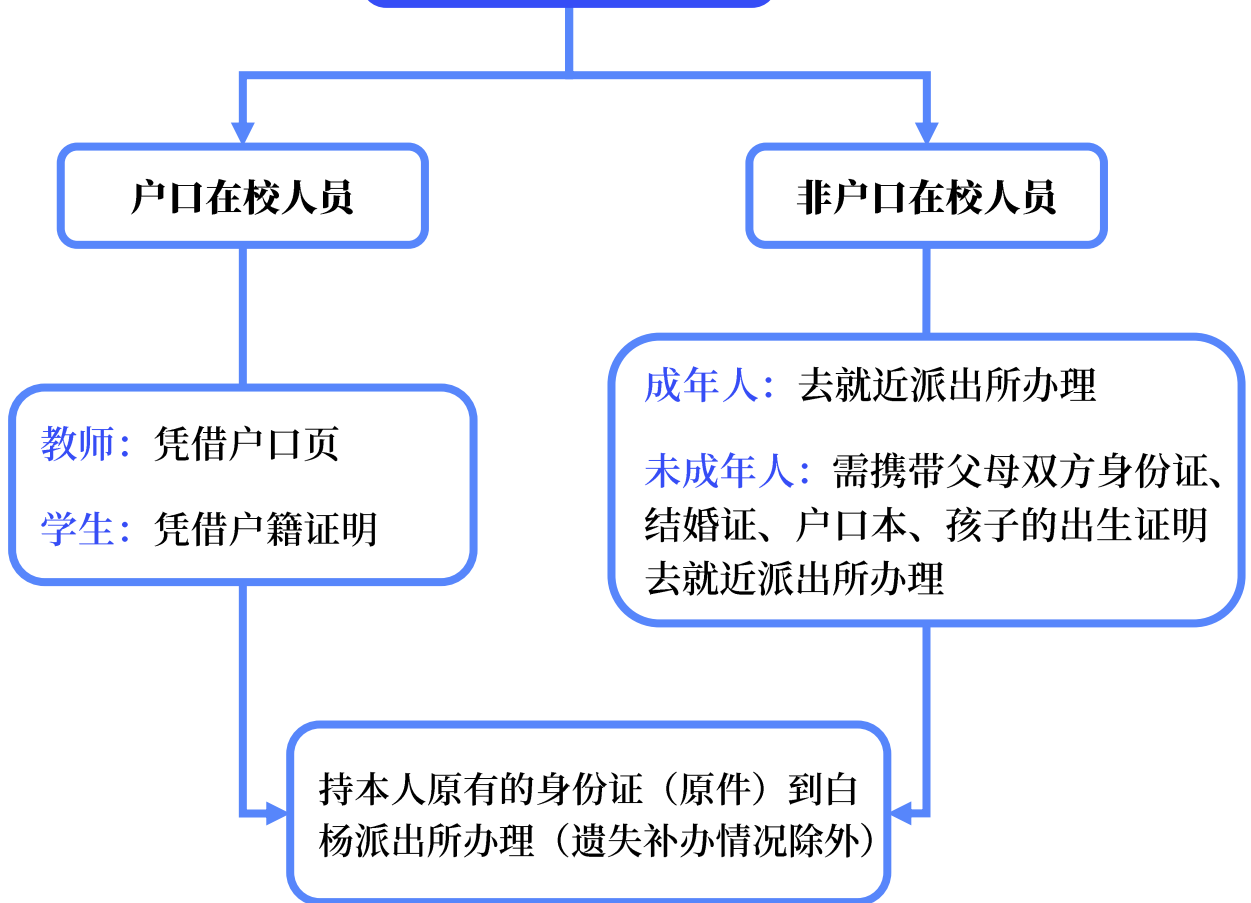 户口在校人员
非户口在校人员
教师：凭借户口页
学生：凭借户籍证明
成年人：去就近派出所办理
未成年人：需携带父母双方身份证、
结婚证、户口本、孩子的出生证明
去就近派出所办理
持本人原有的身份证（原件）到白
杨派出所办理（遗失补办情况除外）